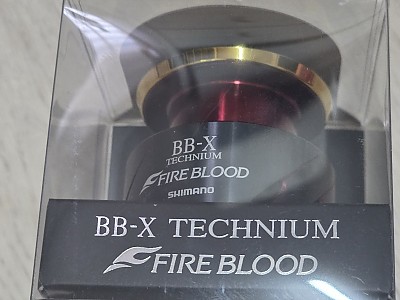 BB-X
TECHNIUM
FIRE BLOOD
SHIMANO
BB-X TECHNIUM
FIRE BLOOD